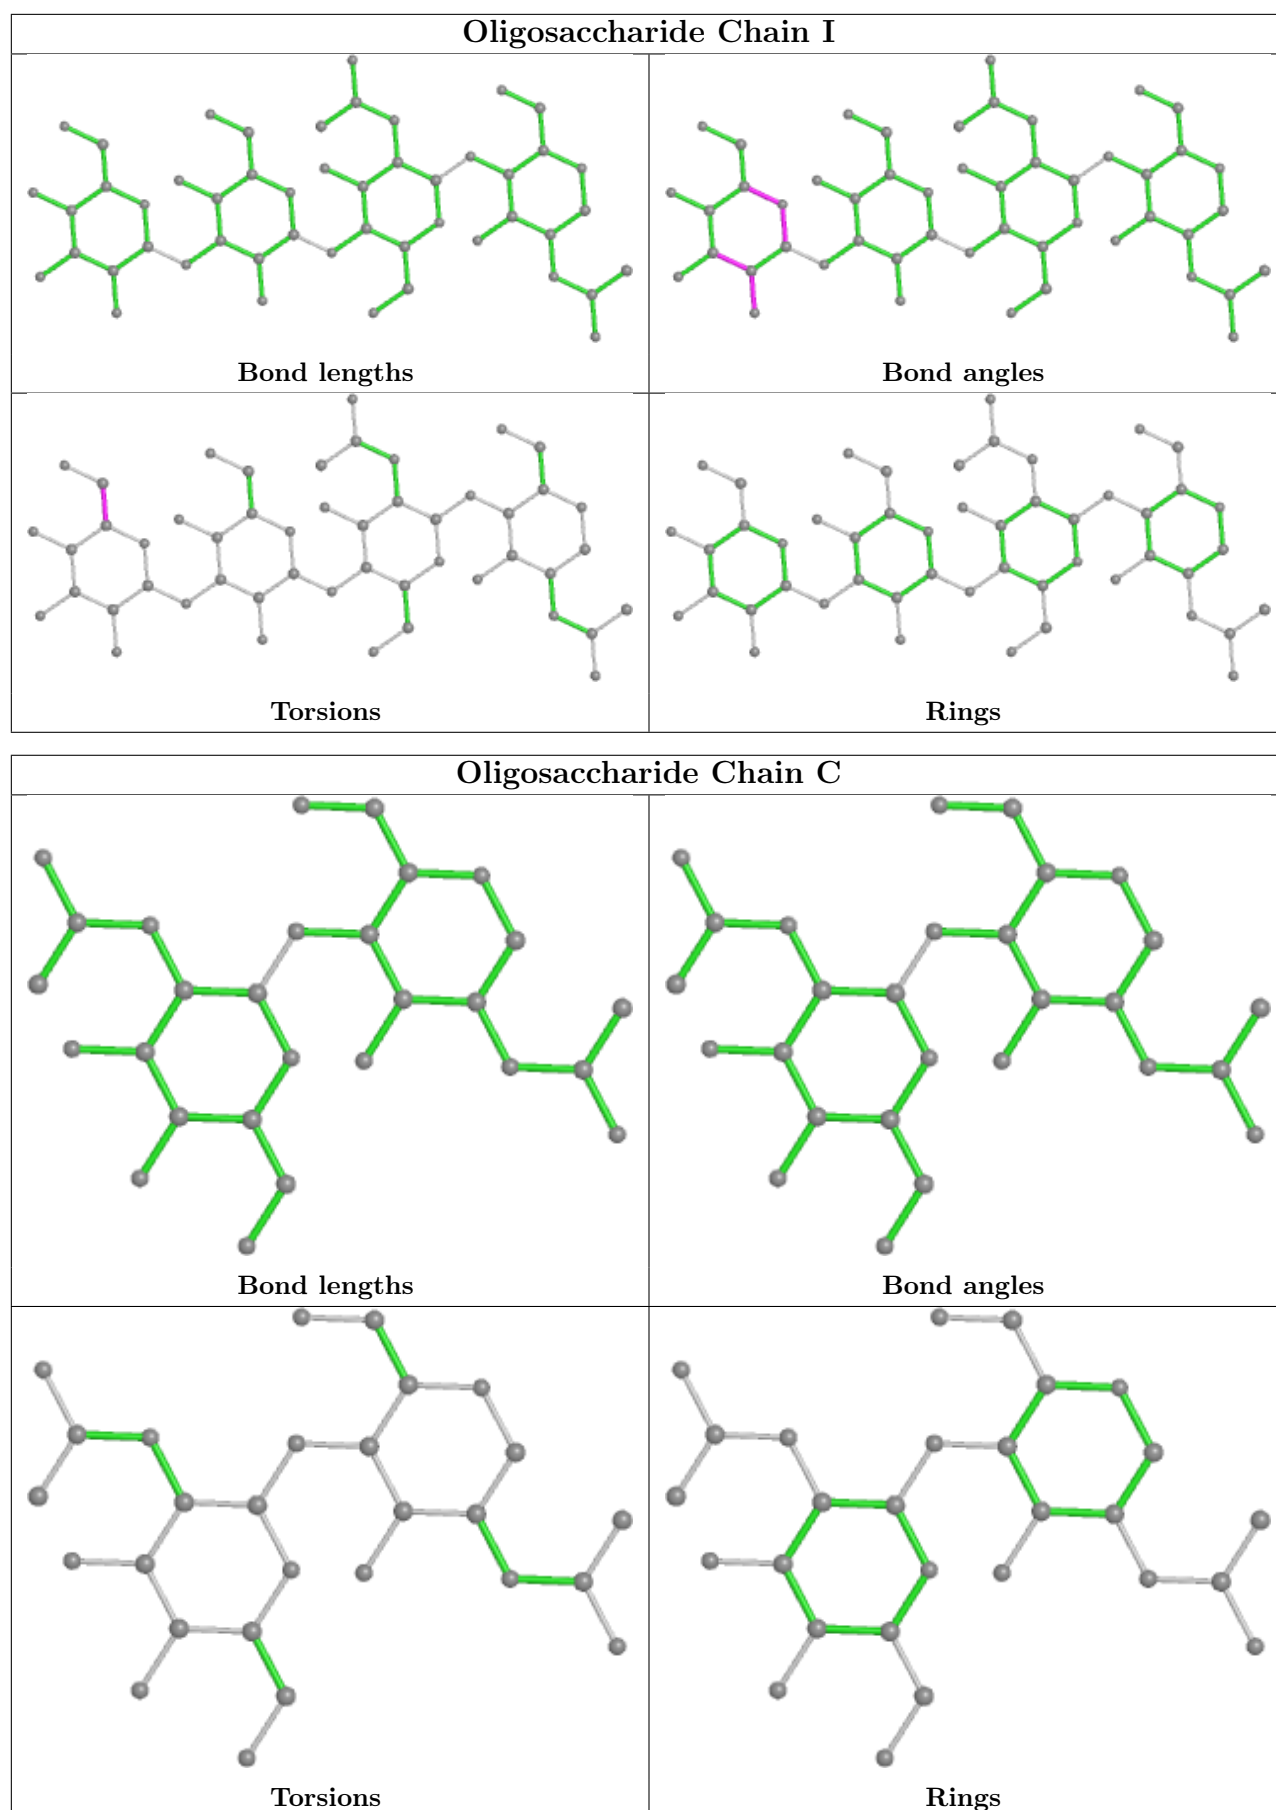 Oligosaccharide Chain I
Bond lengths
Bond angles
Torsions
Rings
Oligosaccharide Chain C
Bond lengths
Bond angles
Torsions
Rings